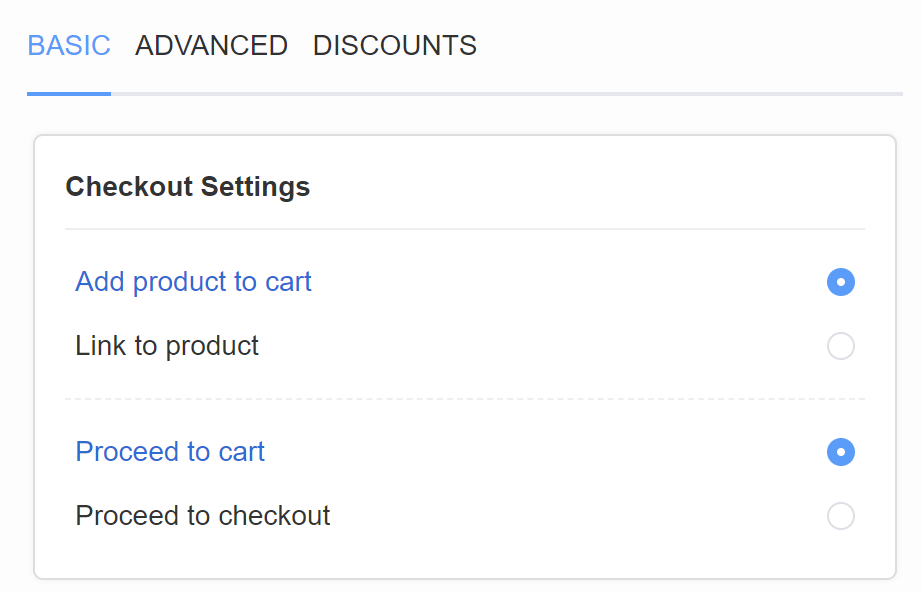 BASIC ADVANCED DISCOUNTS
Checkout Settings
Add product to cart
Link to product
Proceed to cart
Proceed to checkout